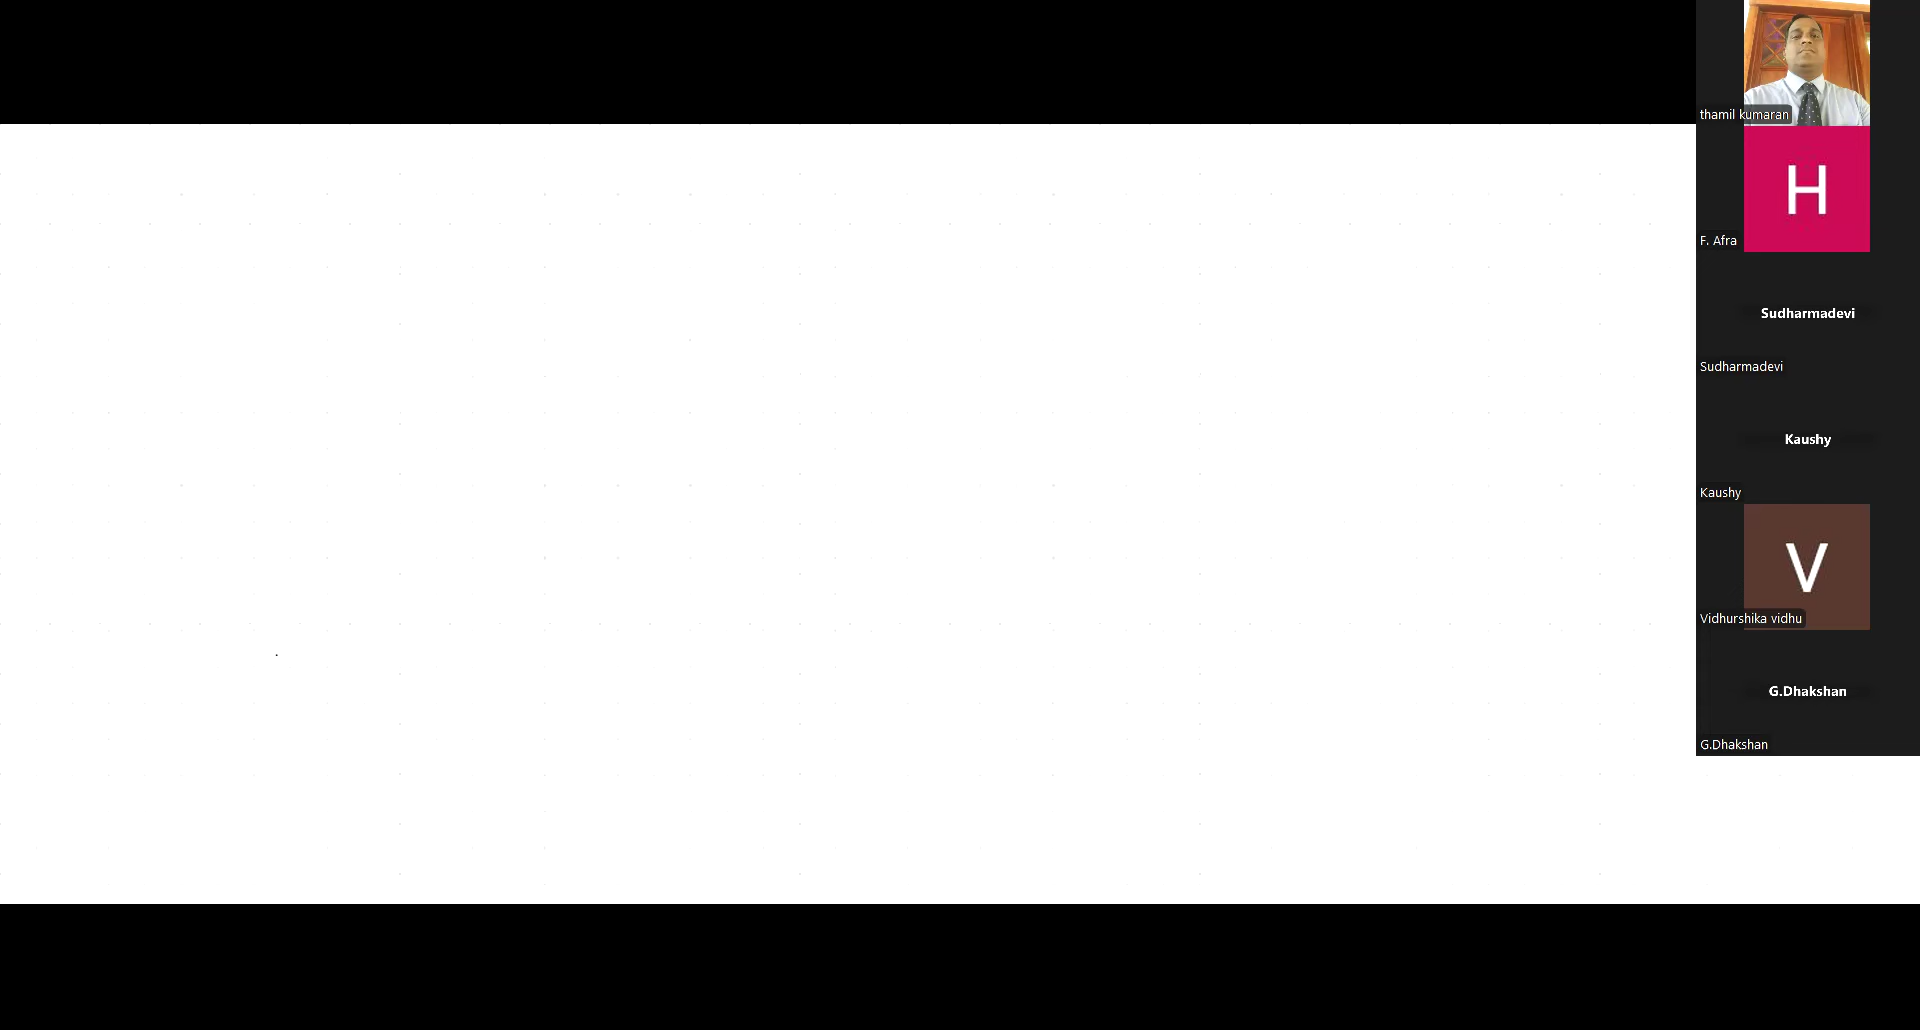 thamil kumaran
H
F. Afra
Sudharmadevi
Sudharmadevi
Kaushy
Kaushy
V
Vidhurshika vidhu
G.Dhakshan
G.Dhakshan